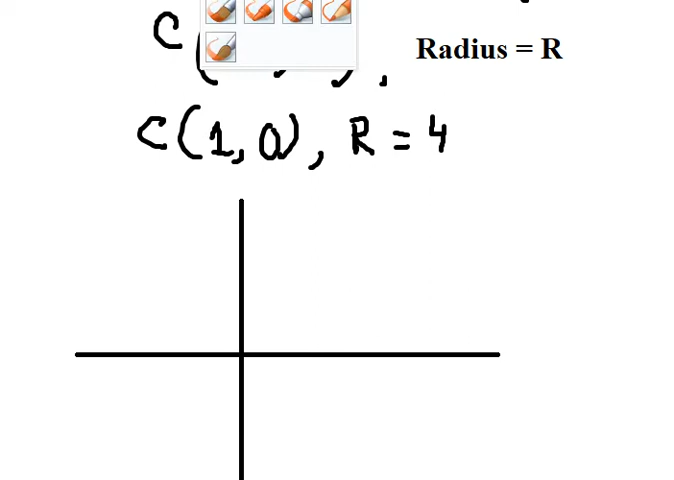 C (
Radius = R
C(1,0), R = 4